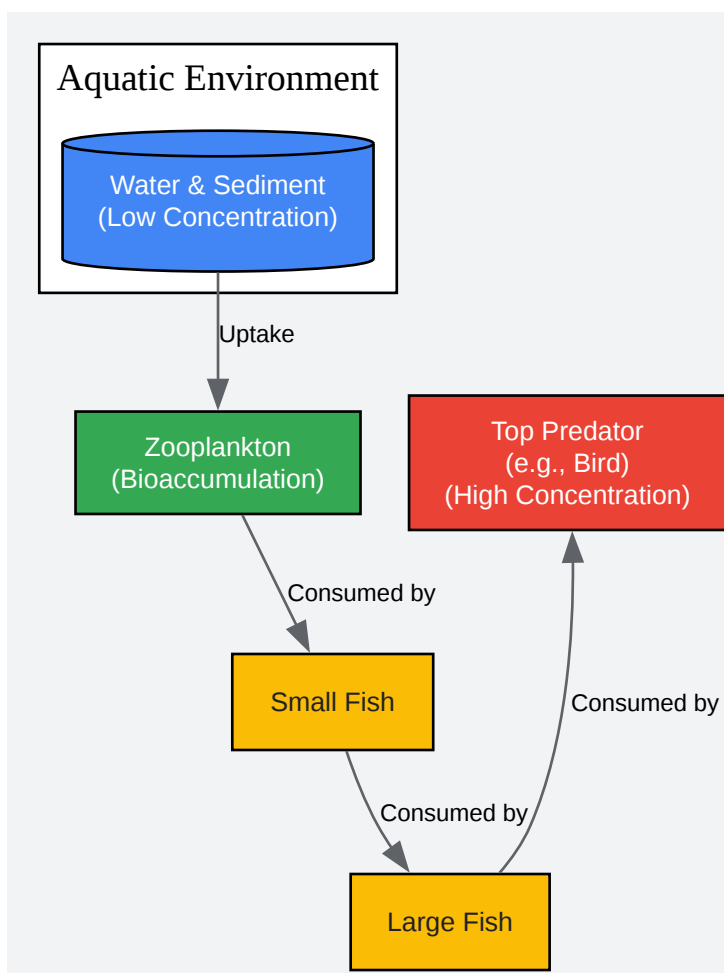 Aquatic Environment
Water & Sediment
(Low Concentration)
Uptake
Zooplankton
(Bioaccumulation)
Top Predator
(e.g., Bird)
(High Concentration)
Consumed by
Small Fish
Consumed by
Consumed by
Large Fish